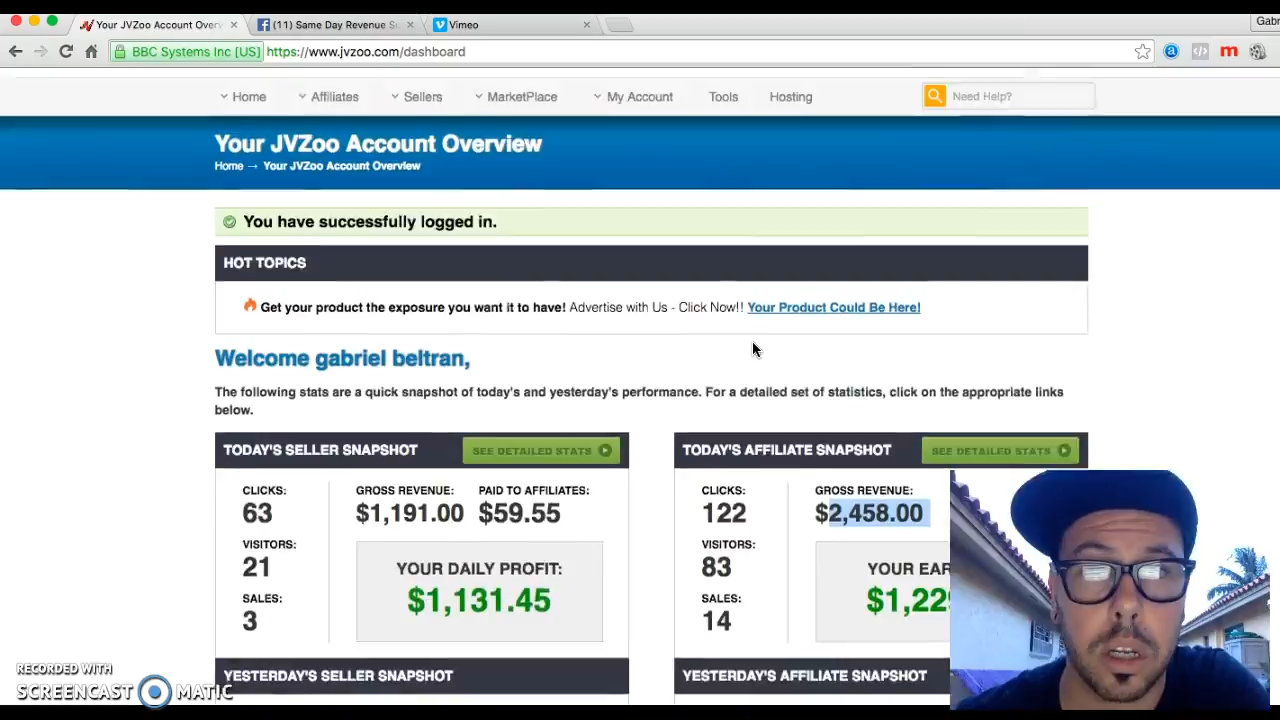 Your JVZoo Account Overv
(11) Same Day Revenue Su
Vimeo
Gabr
BBC Systems Inc [US]
https://www.jvzoo.com/dashboard
Home
Affiliates
Sellers
MarketPlace
My Account
Tools
Hosting
Need Help?
Your JVZoo Account Overview
Home → Your JVZoo Account Overview
You have successfully logged in.
HOT TOPICS
Get your product the exposure you want it to have! Advertise with Us - Click Now!! Your Product Could Be Here!
Welcome gabriel beltran,
The following stats are a quick snapshot of today's and yesterday's performance. For a detailed set of statistics, click on the appropriate links
below.
TODAY'S SELLER SNAPSHOT
SEE DETAILED STATS
CLICKS:
63
GROSS REVENUE:
$1,191.00
PAID TO AFFILIATES:
$59.55
VISITORS:
21
YOUR DAILY PROFIT:
$1,131.45
SALES:
3
YESTERDAY'S SELLER SNAPSHOT
TODAY'S AFFILIATE SNAPSHOT
SEE DETAILED STATS
CLICKS:
122
GROSS REVENUE:
$2,458.00
VISITORS:
83
YOUR EAR
$1,229
SALES:
14
YESTERDAY'S AFFILIATE SNAPSHOT
RECORDED WITH
SCREENCAST MATIC